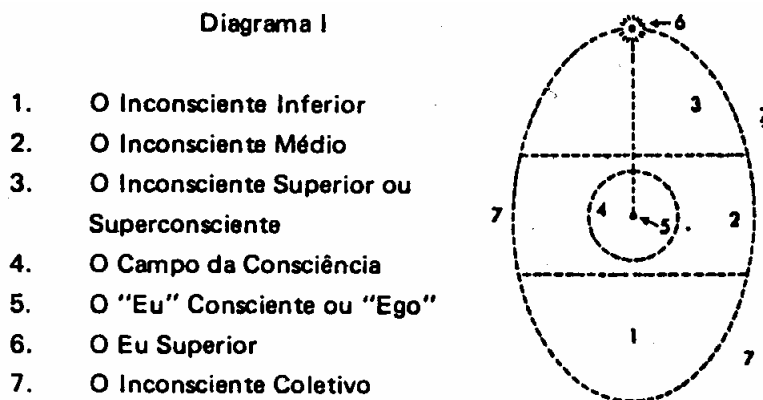 Diagrama I
1. O Inconsciente Inferior
2. O Inconsciente Médio
3. O Inconsciente Superior ou
Superconsciente
4. O Campo da Consciência
5. O "Eu" Consciente ou "Ego"
6. O Eu Superior
7. O Inconsciente Coletivo
6
3
7
4
5
2
1
7